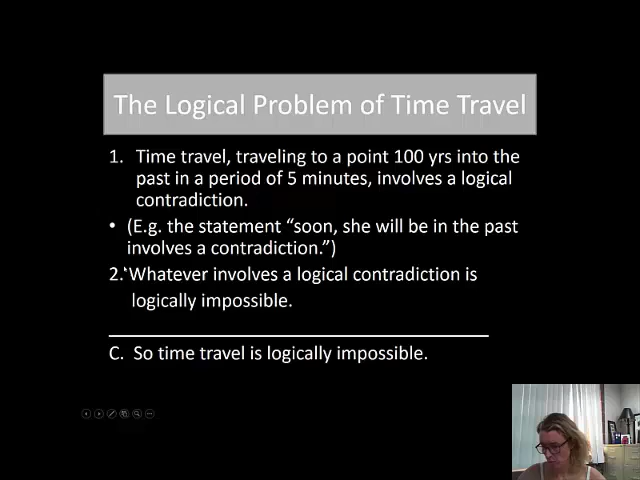 The Logical Problem of Time Travel
1. Time travel, traveling to a point 100 yrs into the
past in a period of 5 minutes, involves a logical
contradiction.
• (E.g. the statement “soon, she will be in the past
involves a contradiction.”)
2. Whatever involves a logical contradiction is
logically impossible.
C. So time travel is logically impossible.